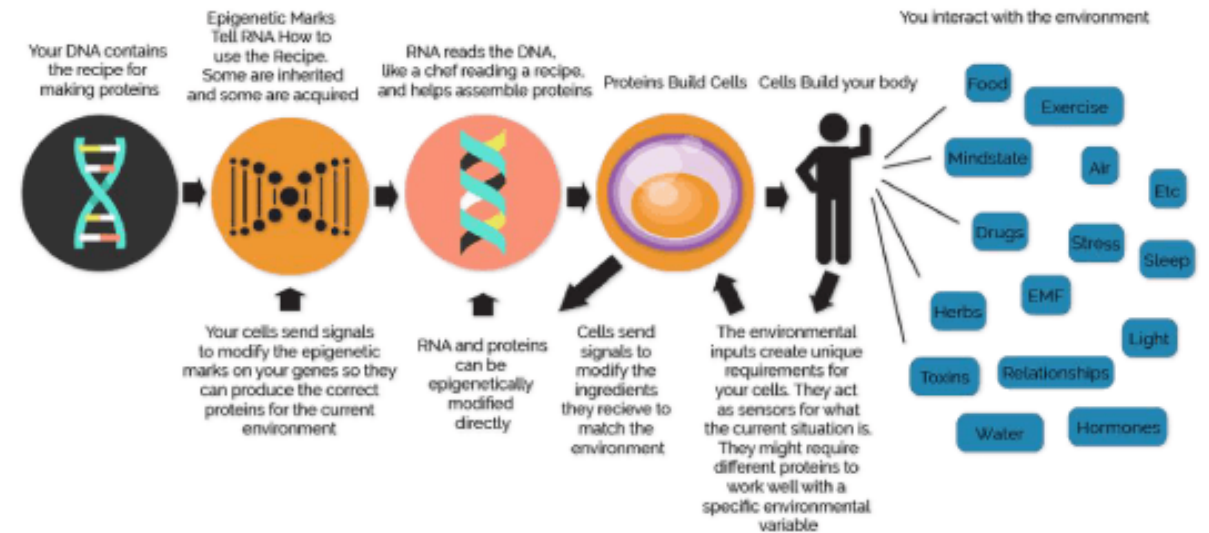 Your DNA contains
the recipe for
making proteins
Epigenetic Marks
Tell RNA How to
use the Recipe.
Some are inherited
and some are acquired
RNA reads the DNA,
like a chef reading a recipe,
and helps assemble proteins
Proteins Build Cells
Cells Build your body
You interact with the environment
Food
Exercise
Mindstate
Air
Etc
Drugs
Stress
Sleep
EMF
Herbs
Light
Toxins
Relationships
Water
Hormones
Your cells send signals
to modify the epigenetic
marks on your genes so they
can produce the correct
proteins for the current
environment
RNA and proteins
can be
epigenetically
modified
directly
Cells send
signals to
modify the
ingredients
they recieve to
match the
environment
The environmental
inputs create unique
requirements for
your cells. They act
as sensors for what
the current situation is.
They might require
different proteins to
work well with a
specific environmental
variable